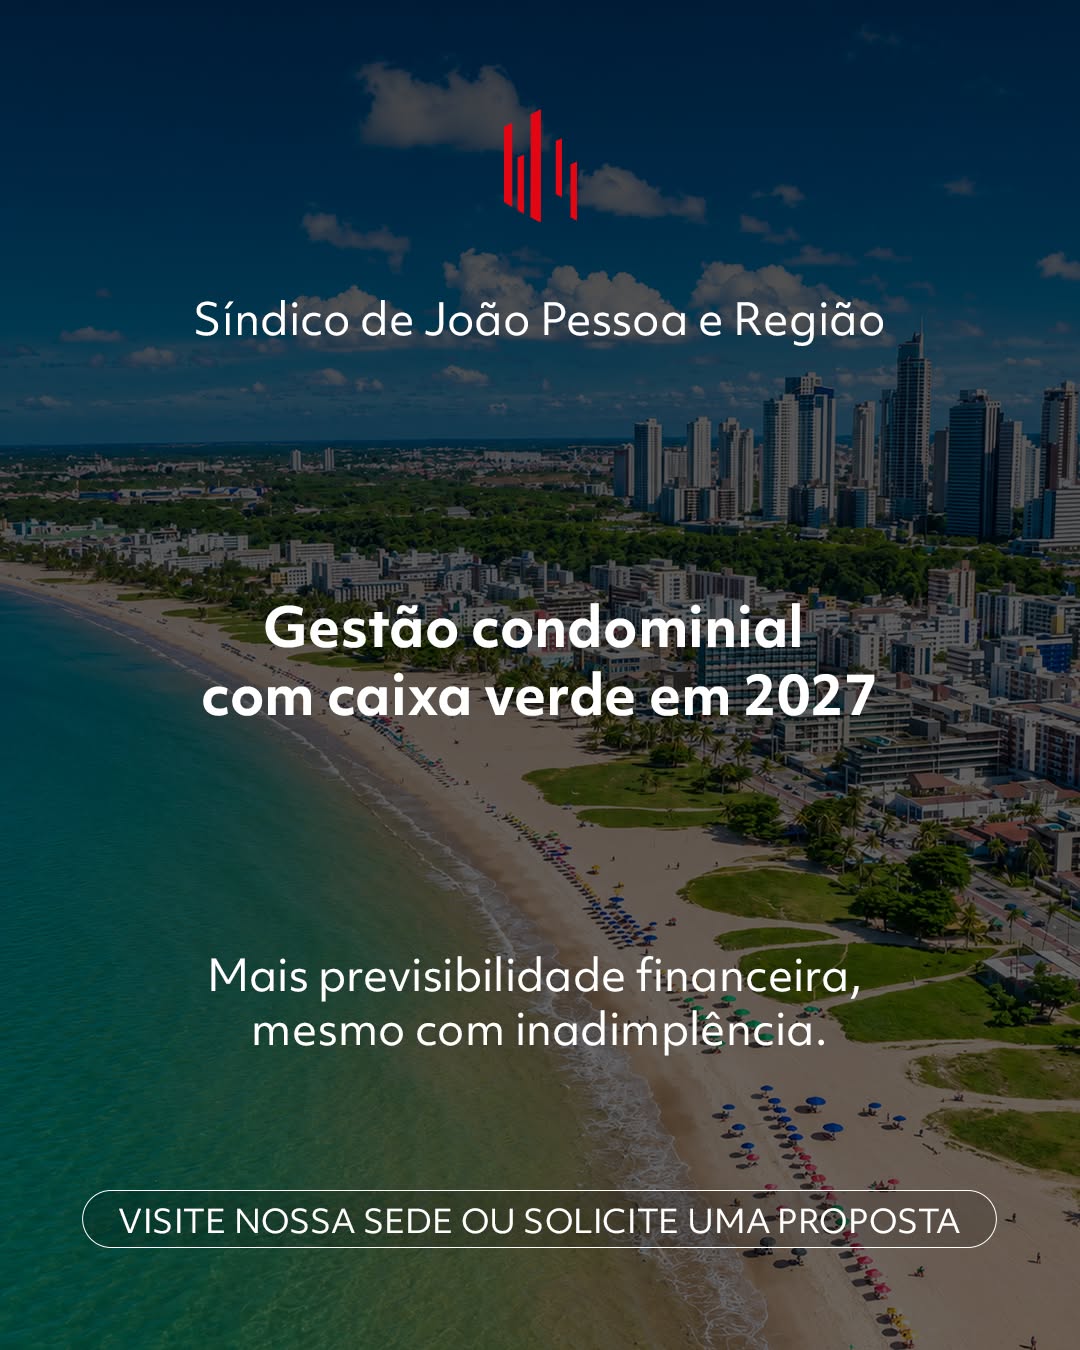 Síndico de João Pessoa e Região
Gestão condominial
com caixa verde em 2027
Mais previsibilidade financeira,
mesmo com inadimplência.
VISITE NOSSA SEDE OU SOLICITE UMA PROPOSTA